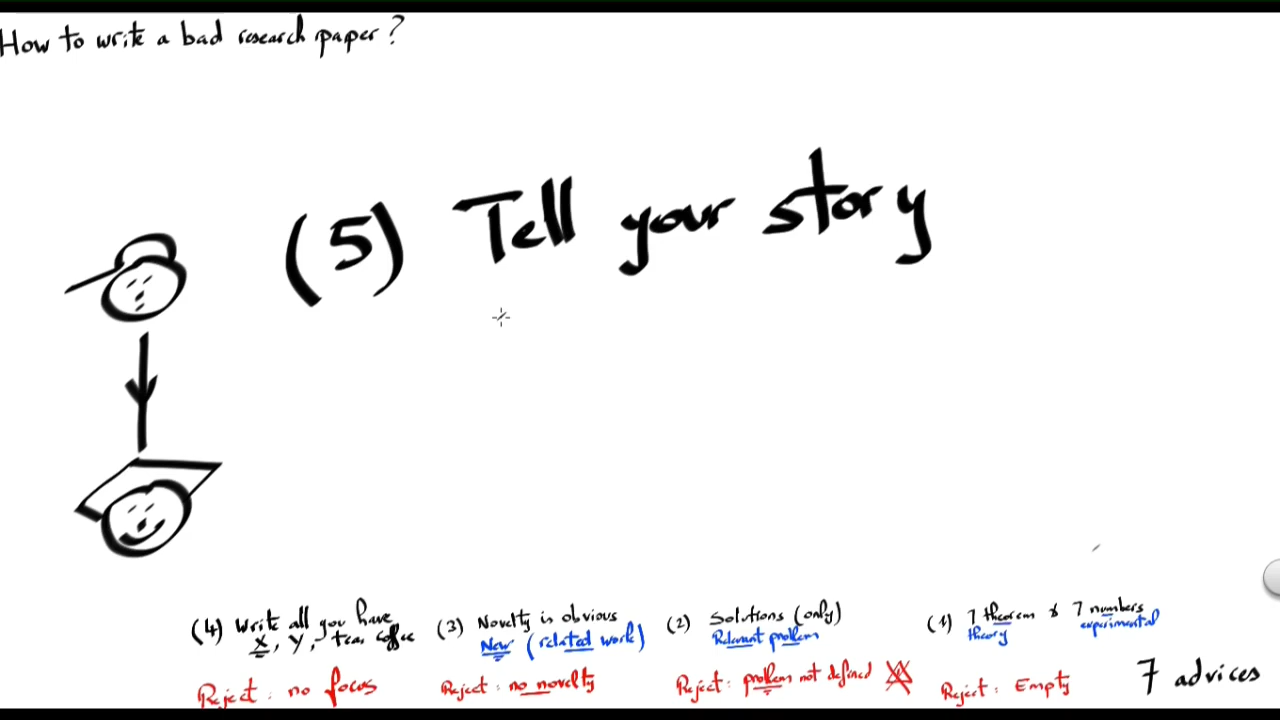 How to write a bad research paper?
(5) Tell your story
(4) Write all you have
X, Y, tea, coffee
Reject: no focus
(3) Novelty is obvious
New (related work)
Reject: no novelty
(2) Solutions (only)
Relevant problem
Reject: problem not defined
(1) 7 theorem & 7 numbers
theory experimental
Reject: Empty
7 advices